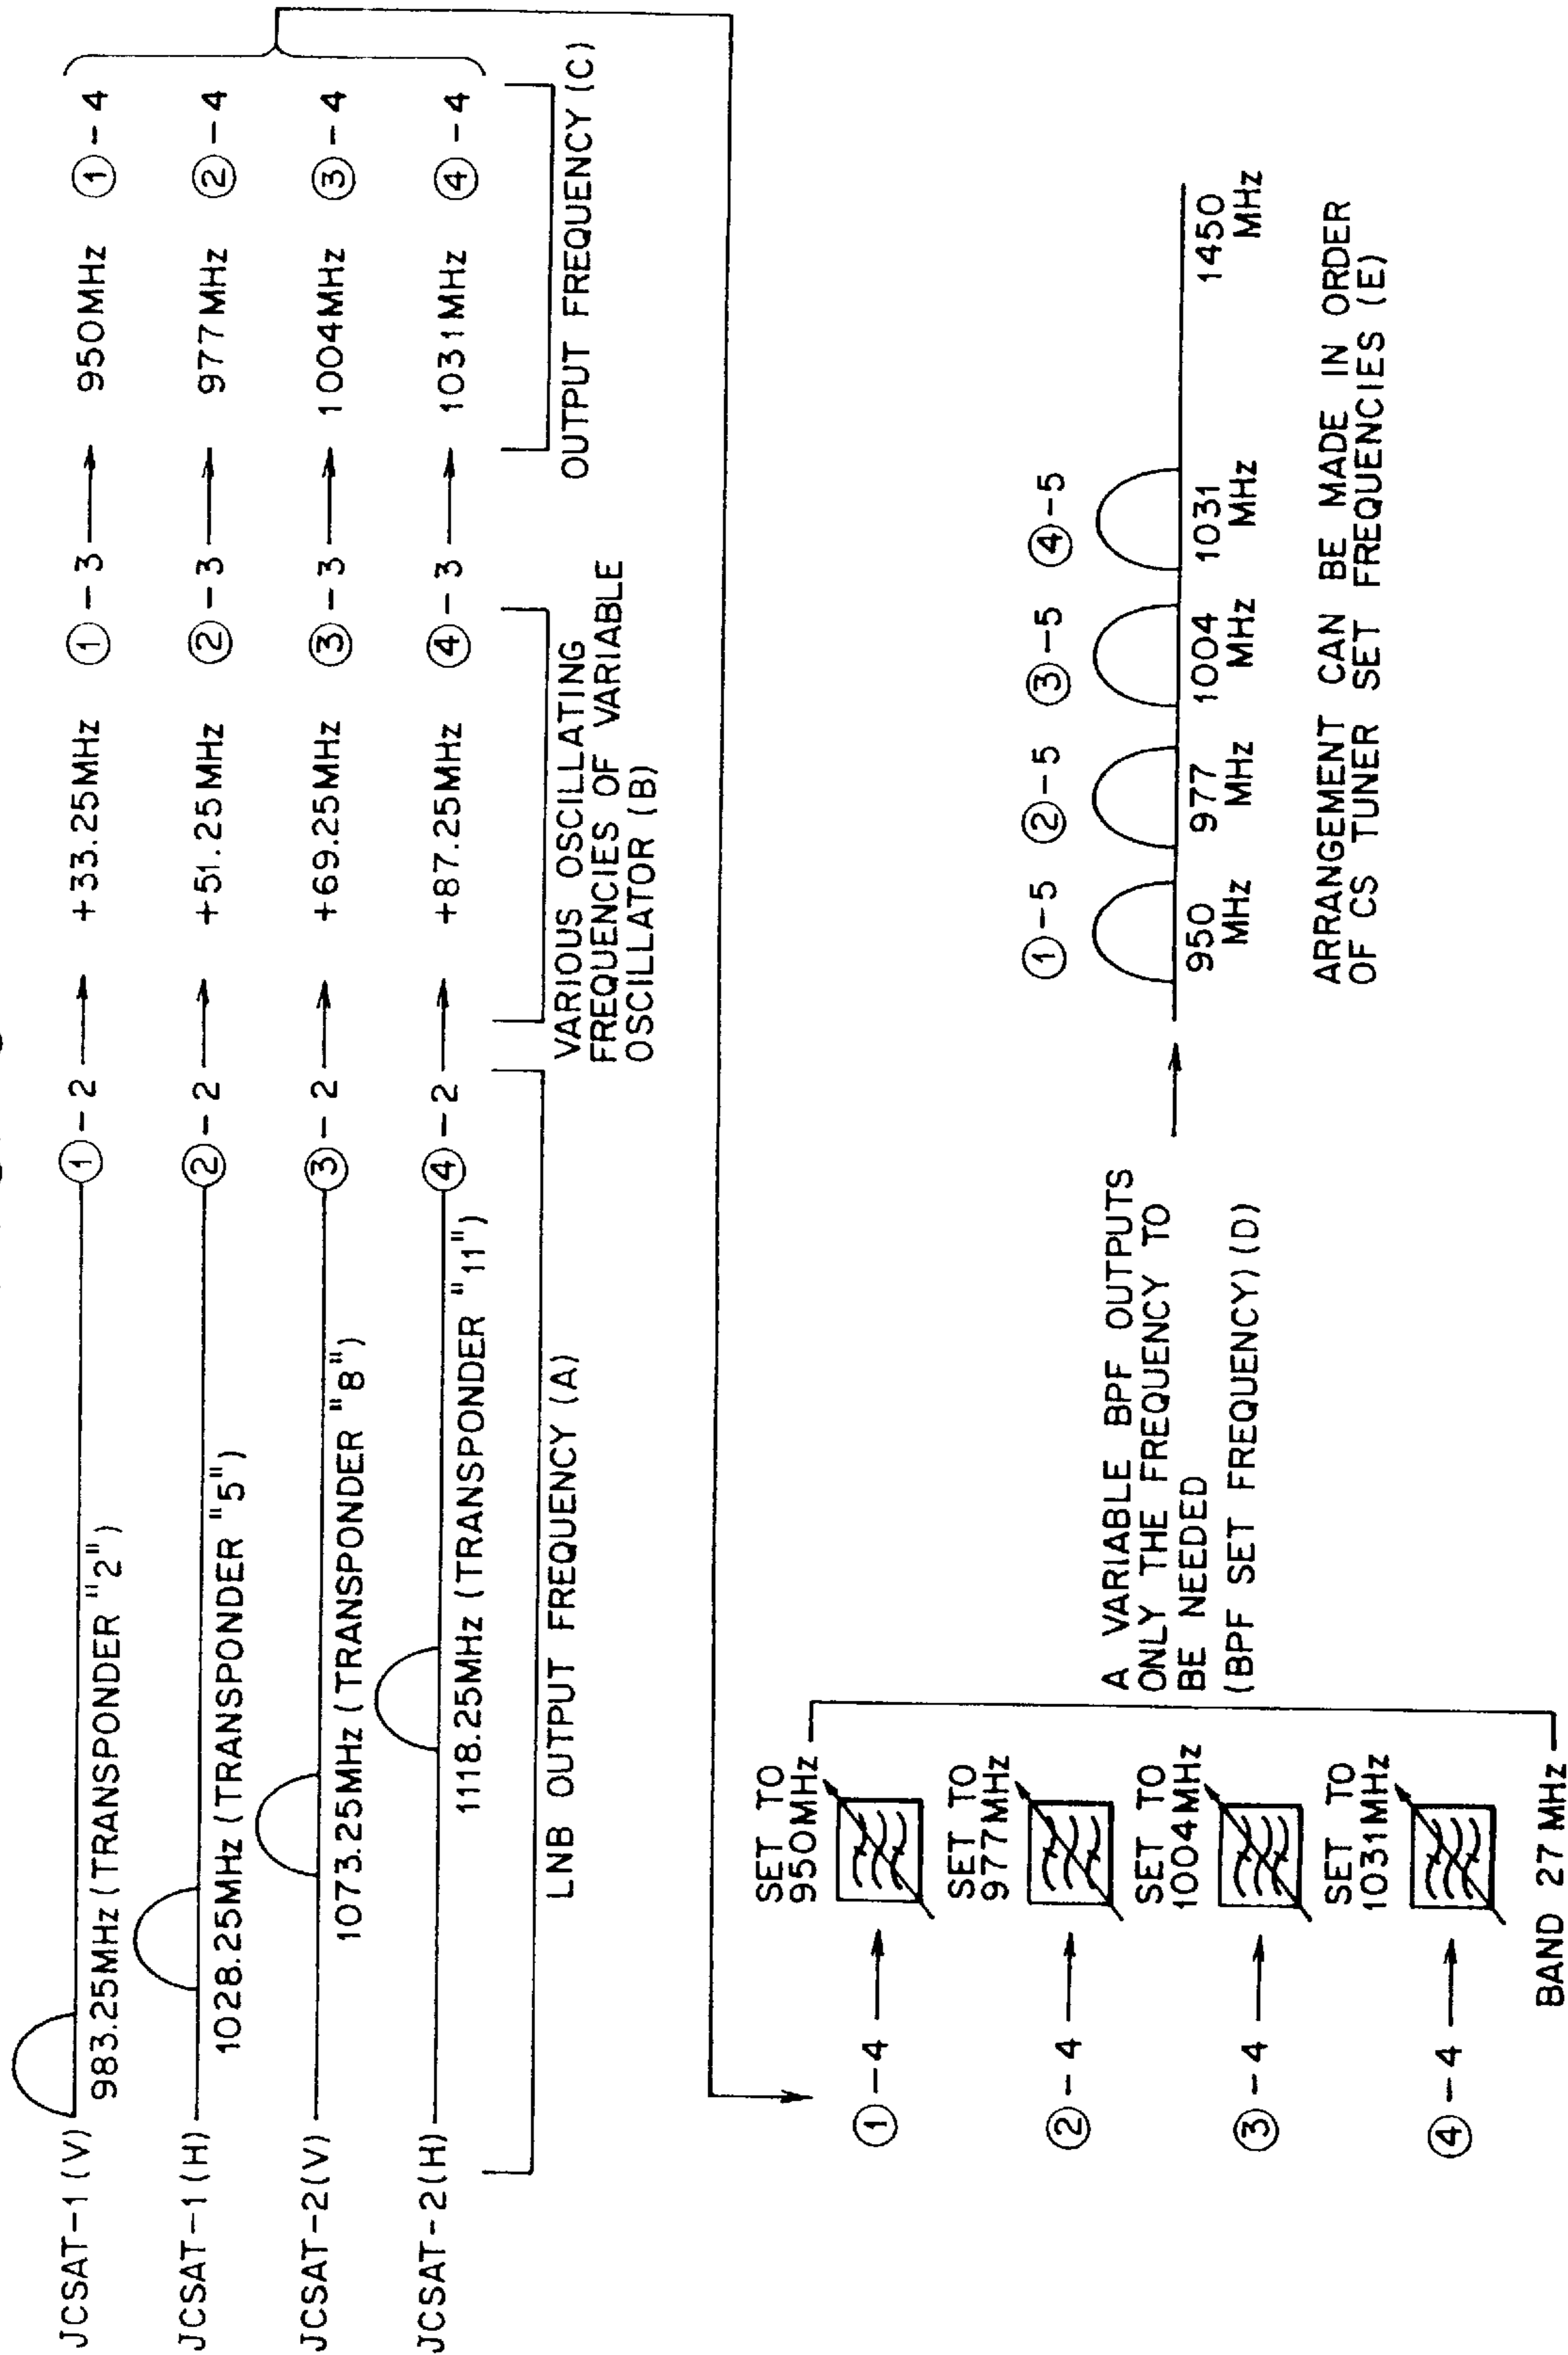 JCSAT-1 (V)
983.25MHz (TRANSPONDER "2")
①-2
+33.25MHz
①-3
950MHz
①-4
JCSAT-1 (H)
1028.25MHz (TRANSPONDER "5")
②-2
+51.25MHz
②-3
977MHz
②-4
JCSAT-2 (V)
1073.25MHz (TRANSPONDER "8")
③-2
+69.25MHz
③-3
1004MHz
③-4
JCSAT-2 (H)
1118.25MHz (TRANSPONDER "11")
④-2
+87.25MHz
④-3
1031MHz
④-4
LNB OUTPUT FREQUENCY (A)
VARIOUS OSCILLATING
FREQUENCIES OF VARIABLE
OSCILLATOR (B)
OUTPUT FREQUENCY (C)
①-4
SET TO
950MHz
②-4
SET TO
977MHz
③-4
SET TO
1004MHz
④-4
SET TO
1031MHz
BAND 27MHz
A VARIABLE BPF OUTPUTS
ONLY THE FREQUENCY TO
BE NEEDED
(BPF SET FREQUENCY) (D)
①-5
②-5
③-5
④-5
950
MHz
977
MHz
1004
MHz
1031
MHz
1450
MHz
ARRANGEMENT CAN BE MADE IN ORDER
OF CS TUNER SET FREQUENCIES (E)